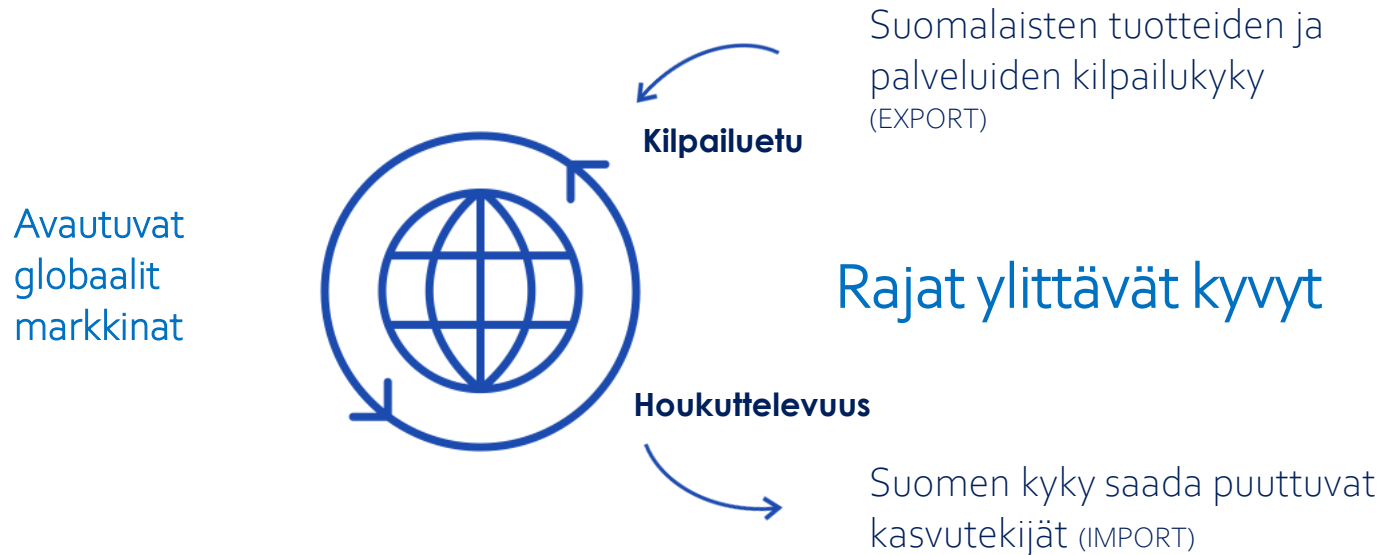 Suomalaisten tuotteiden ja
palveluiden kilpailukyky
(EXPORT)
Kilpailuetu
Avautuvat
globaalit
markkinat
Rajat ylittävät kyvyt
Houkuttelevuus
Suomen kyky saada puuttuvat
kasvutekijät (IMPORT)